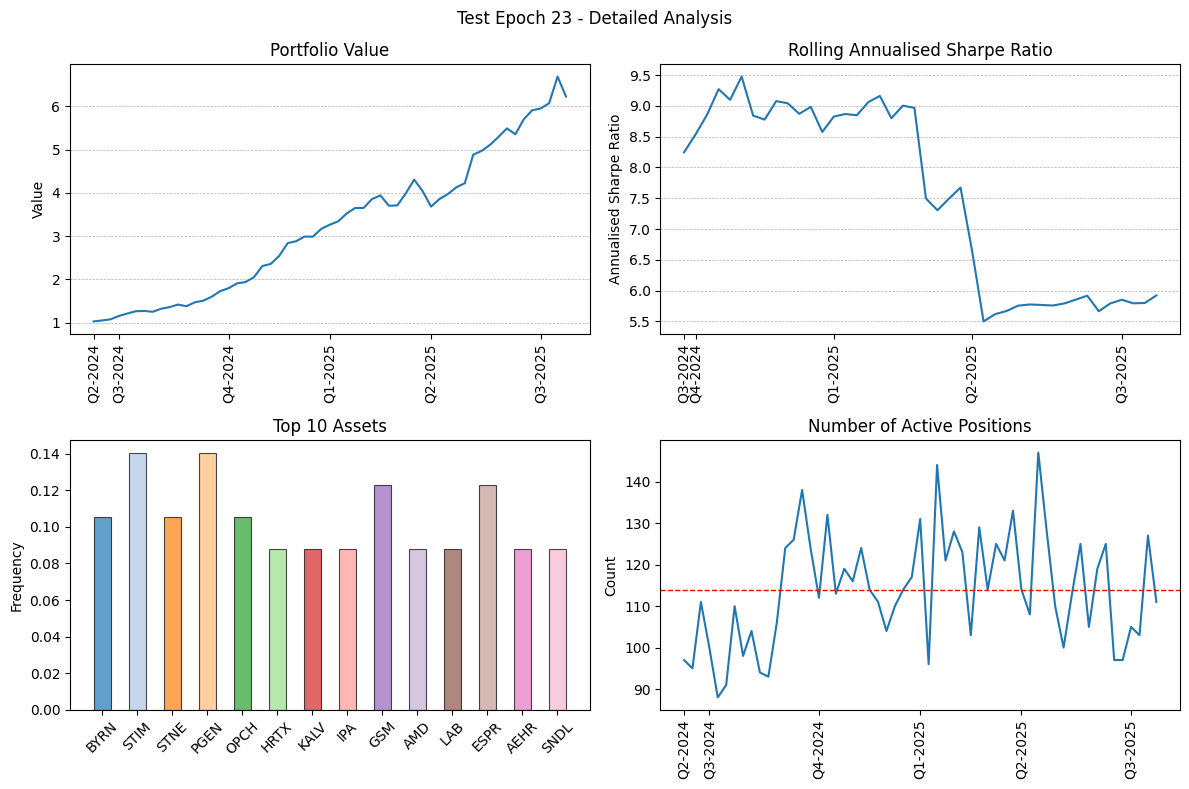 Test Epoch 23 - Detailed Analysis
Portfolio Value
Value
6
5
4
3
2
1
Q2-2024
Q3-2024
Q4-2024
Q1-2025
Q2-2025
Q3-2025
Rolling Annualised Sharpe Ratio
Annualised Sharpe Ratio
9.5
9.0
8.5
8.0
7.5
7.0
6.5
6.0
5.5
Q3-2024
Q4-2024
Q1-2025
Q2-2025
Q3-2025
Top 10 Assets
Frequency
0.14
0.12
0.10
0.08
0.06
0.04
0.02
0.00
BYRN
STIM
STNE
PGEN
OPCH
HRTX
KALV
IPA
GSM
AMD
LAB
ESPR
AEHR
SNDL
Number of Active Positions
Count
140
130
120
110
100
90
Q2-2024
Q3-2024
Q4-2024
Q1-2025
Q2-2025
Q3-2025